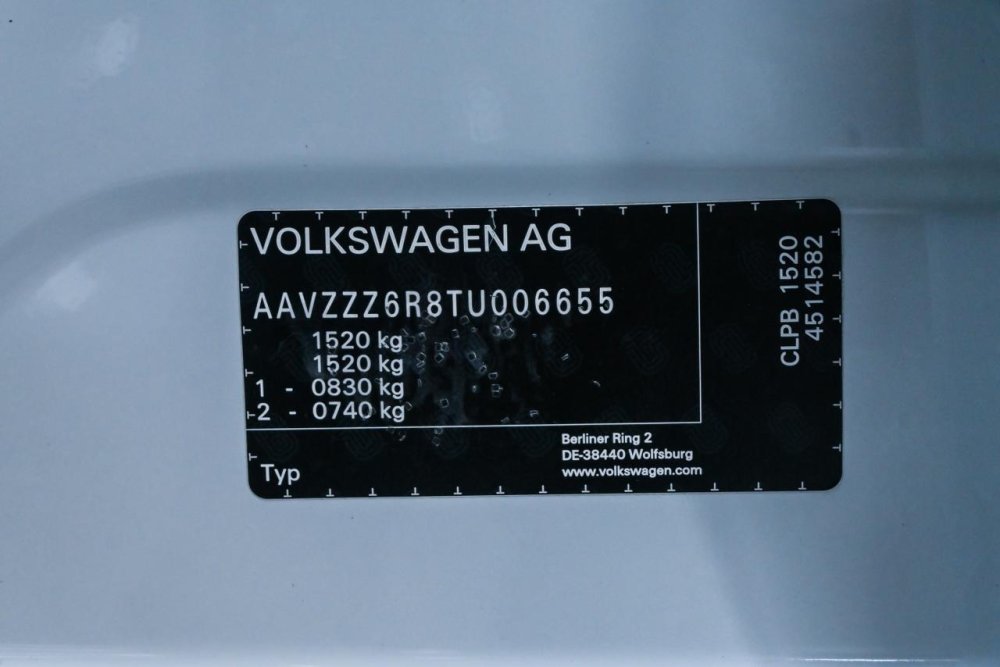 VOLKSWAGEN AG
AAVZZZ6R8TU006655
1520 kg
1520 kg
1 - 0830 kg
2 - 0740 kg
Typ
Berliner Ring 2
DE-38440 Wolfsburg
www.volkswagen.com
CLPB 1520
4514582